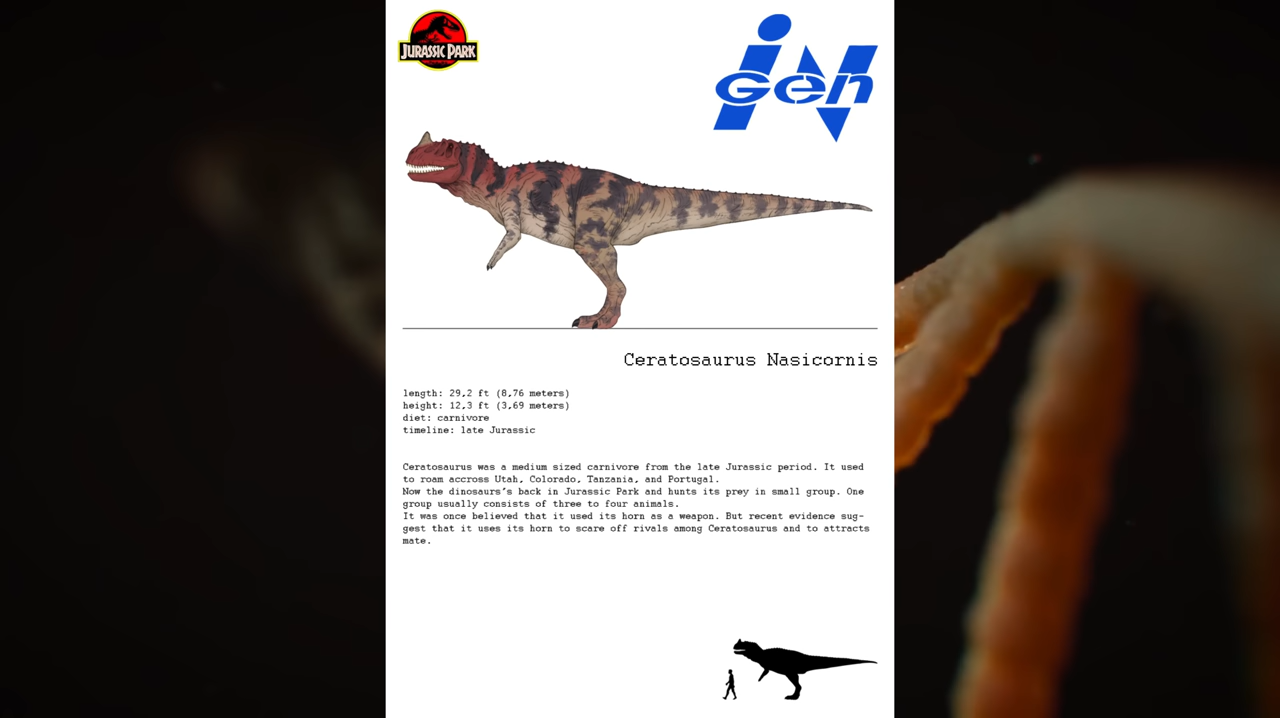 JURASSIC PARK
inGen
Ceratosaurus Nasicornis
length: 29,2 ft (8,76 meters)
height: 12,3 ft (3,69 meters)
diet: carnivore
timeline: late Jurassic
Ceratosaurus was a medium sized carnivore from the late Jurassic period. It used
to roam accross Utah, Colorado, Tanzania, and Portugal.
Now the dinosaurs's back in Jurassic Park and hunts its prey in small group. One
group usually consists of three to four animals.
It was once believed that it used its horn as a weapon. But recent evidence sug-
gest that it uses its horn to scare off rivals among Ceratosaurus and to attracts
mate.